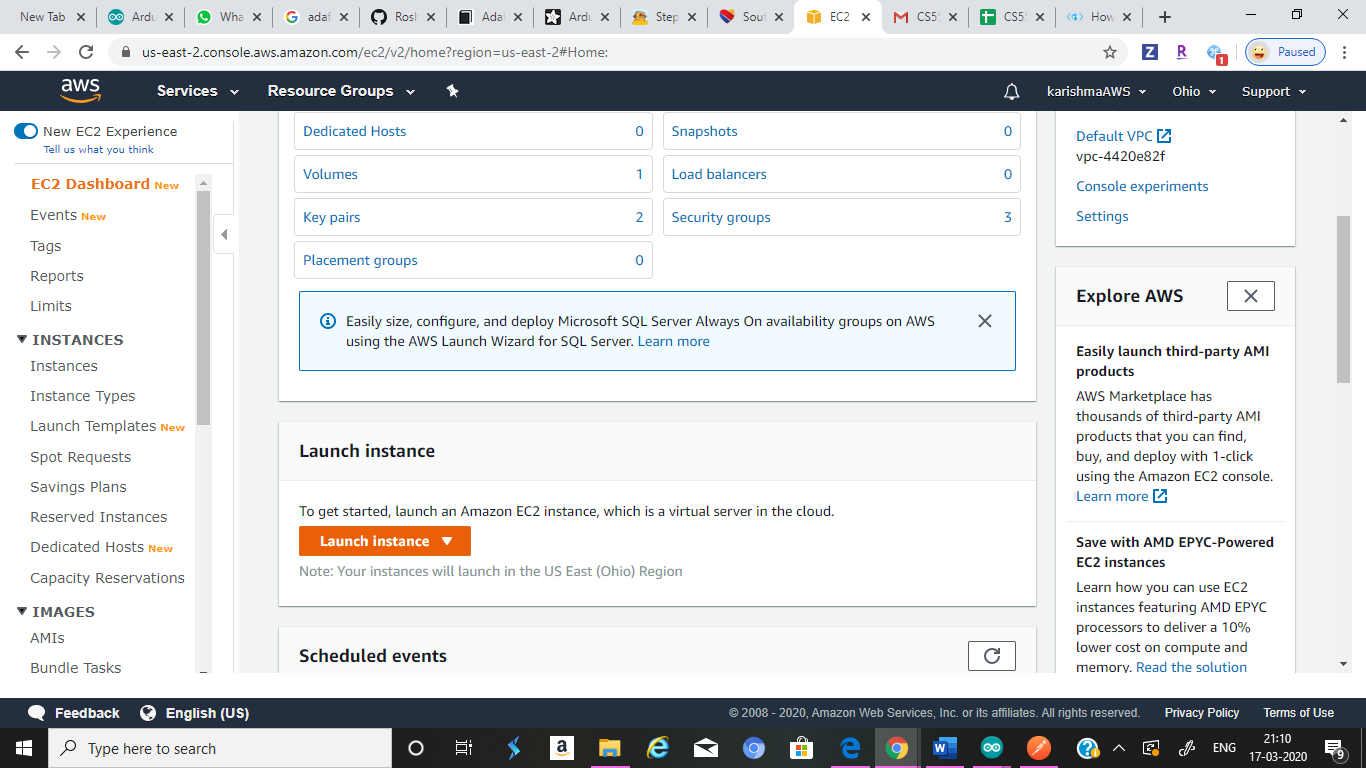 New Tab
Ardu
Wha
adaf
Rosh
Adaf
Ardu
Step
Sout
EC2
CS55
CS55
How
us-east-2.console.aws.amazon.com/ec2/v2/home?region=us-east-2#Home:
Z
R
1
Paused
aws
Services
Resource Groups
karishmaAWS
Ohio
Support
New EC2 Experience
Tell us what you think
EC2 Dashboard New
Events New
Tags
Reports
Limits
INSTANCES
Instances
Instance Types
Launch Templates New
Spot Requests
Savings Plans
Reserved Instances
Dedicated Hosts New
Capacity Reservations
IMAGES
AMIs
Bundle Tasks
Dedicated Hosts 0
Snapshots 0
Volumes 1
Load balancers 0
Key pairs 2
Security groups 3
Placement groups 0
Easily size, configure, and deploy Microsoft SQL Server Always On availability groups on AWS
using the AWS Launch Wizard for SQL Server. Learn more
Launch instance
To get started, launch an Amazon EC2 instance, which is a virtual server in the cloud.
Launch instance
Note: Your instances will launch in the US East (Ohio) Region
Scheduled events
Default VPC
vpc-4420e82f
Console experiments
Settings
Explore AWS
Easily launch third-party AMI
products
AWS Marketplace has
thousands of third-party AMI
products that you can find,
buy, and deploy with 1-click
using the Amazon EC2 console.
Learn more
Save with AMD EPYC-Powered
EC2 instances
Learn how you can use EC2
instances featuring AMD EPYC
processors to deliver a 10%
lower cost on compute and
memory. Read the solution
Feedback
English (US)
© 2008 - 2020, Amazon Web Services, Inc. or its affiliates. All rights reserved.
Privacy Policy
Terms of Use
Type here to search
ENG
21:10
17-03-2020
9